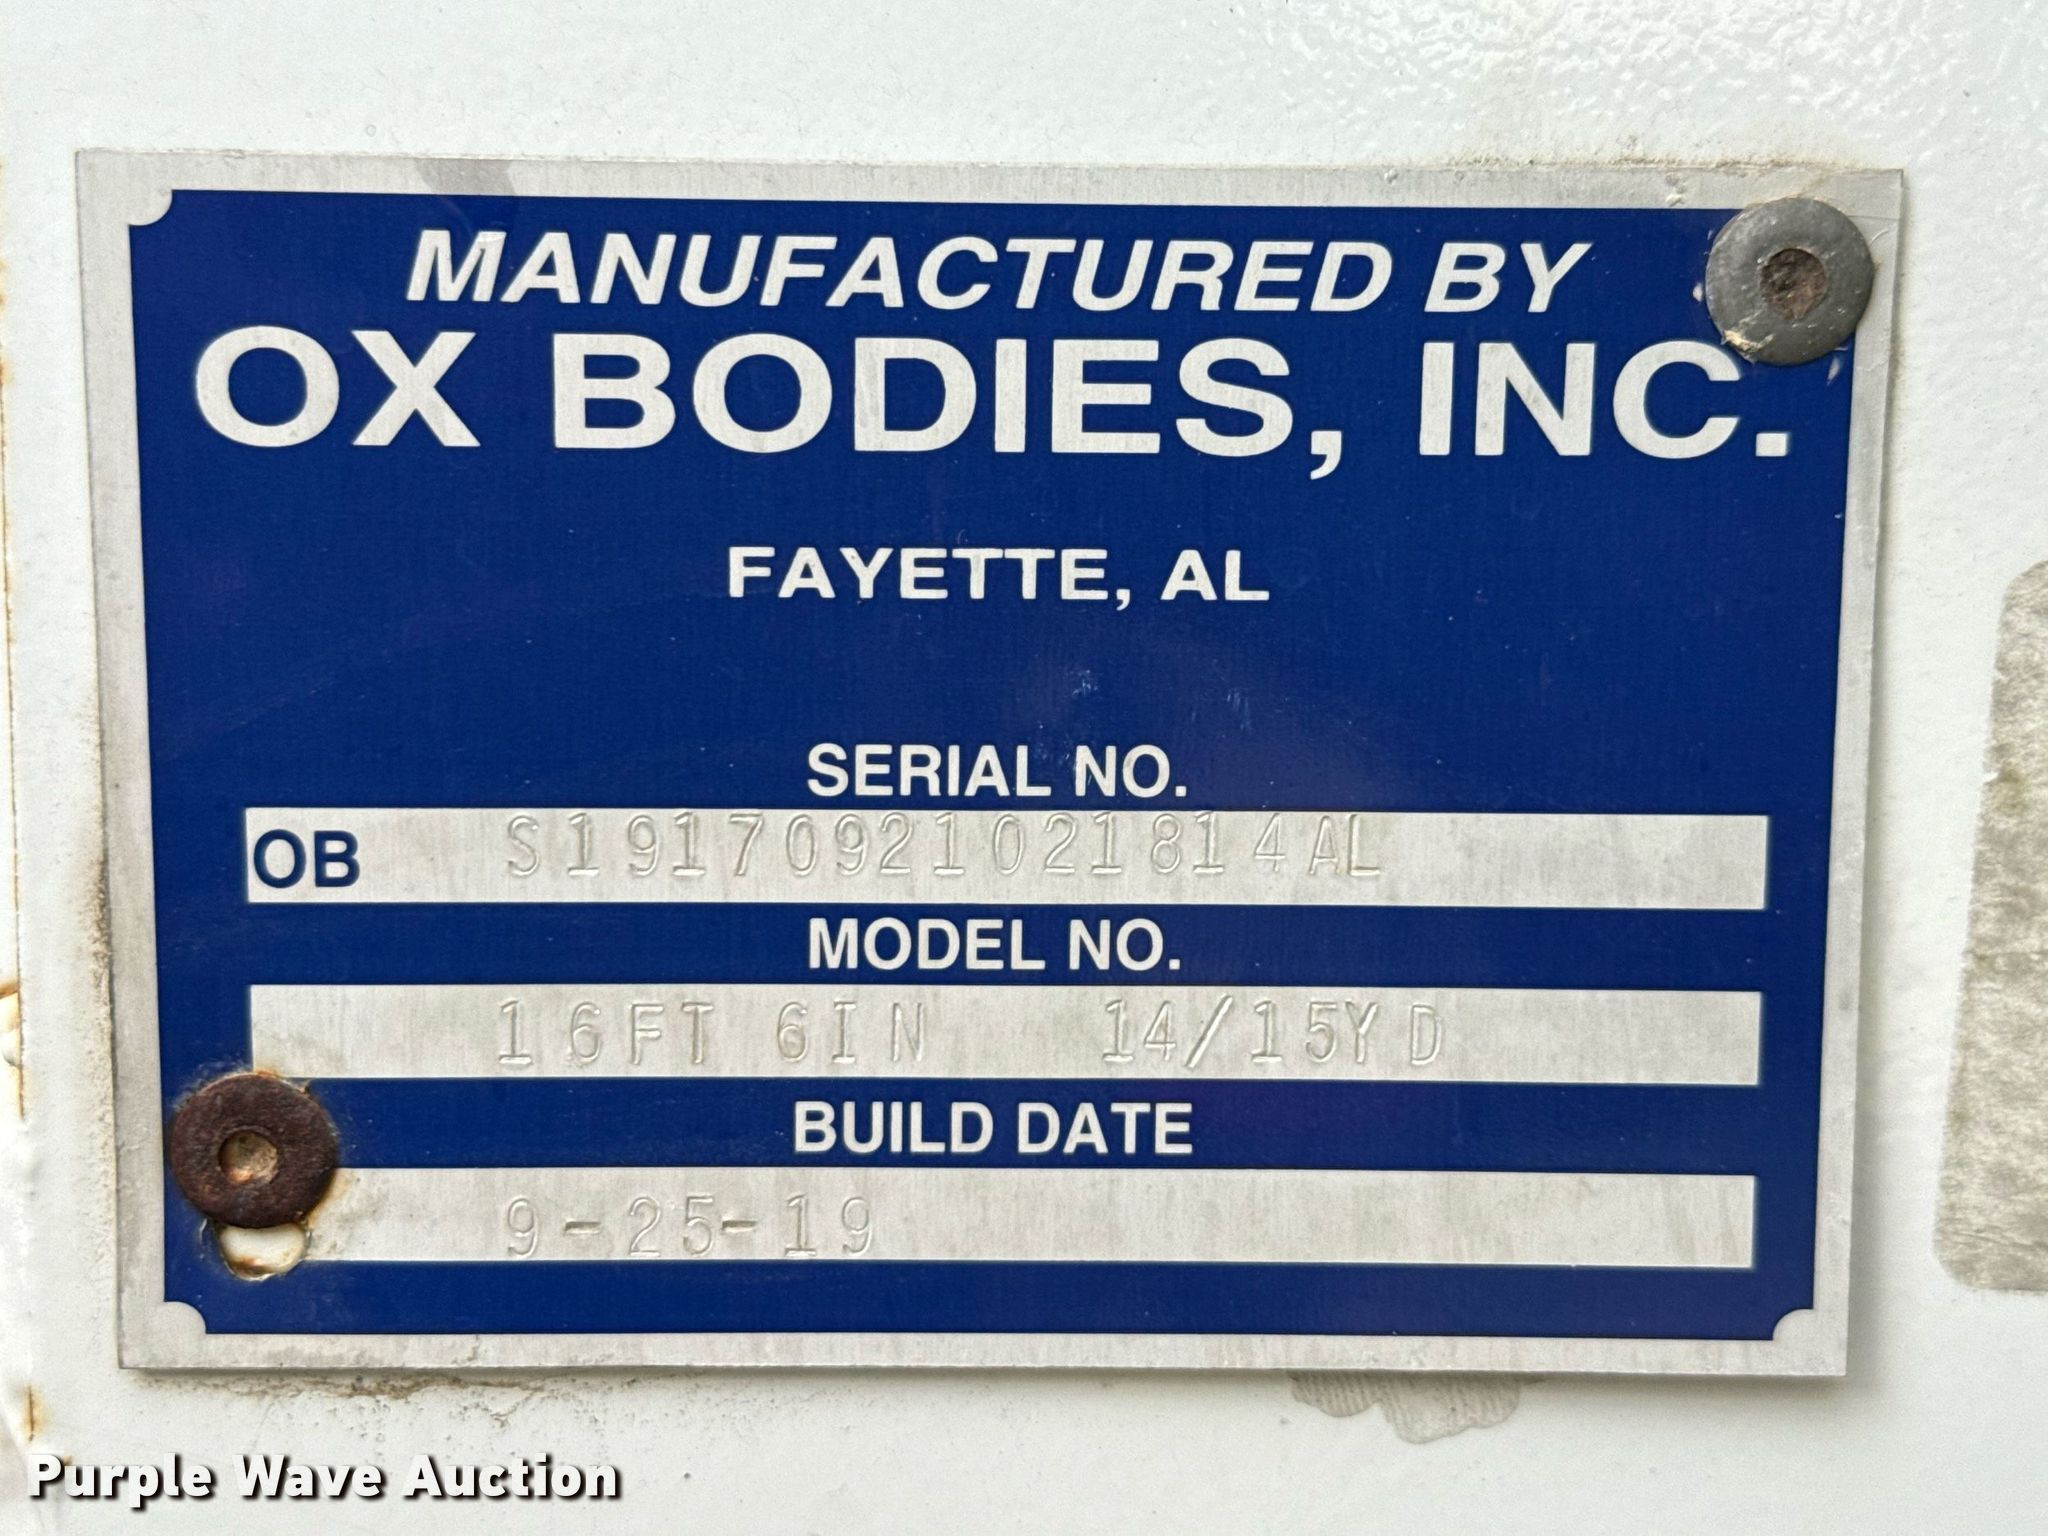 MANUFACTURED BY
OX BODIES, INC.
FAYETTE, AL
SERIAL NO.
OB S19170921021814AL
MODEL NO.
16FT 6IN 14/15YD
BUILD DATE
9-25-19
Purple Wave Auction